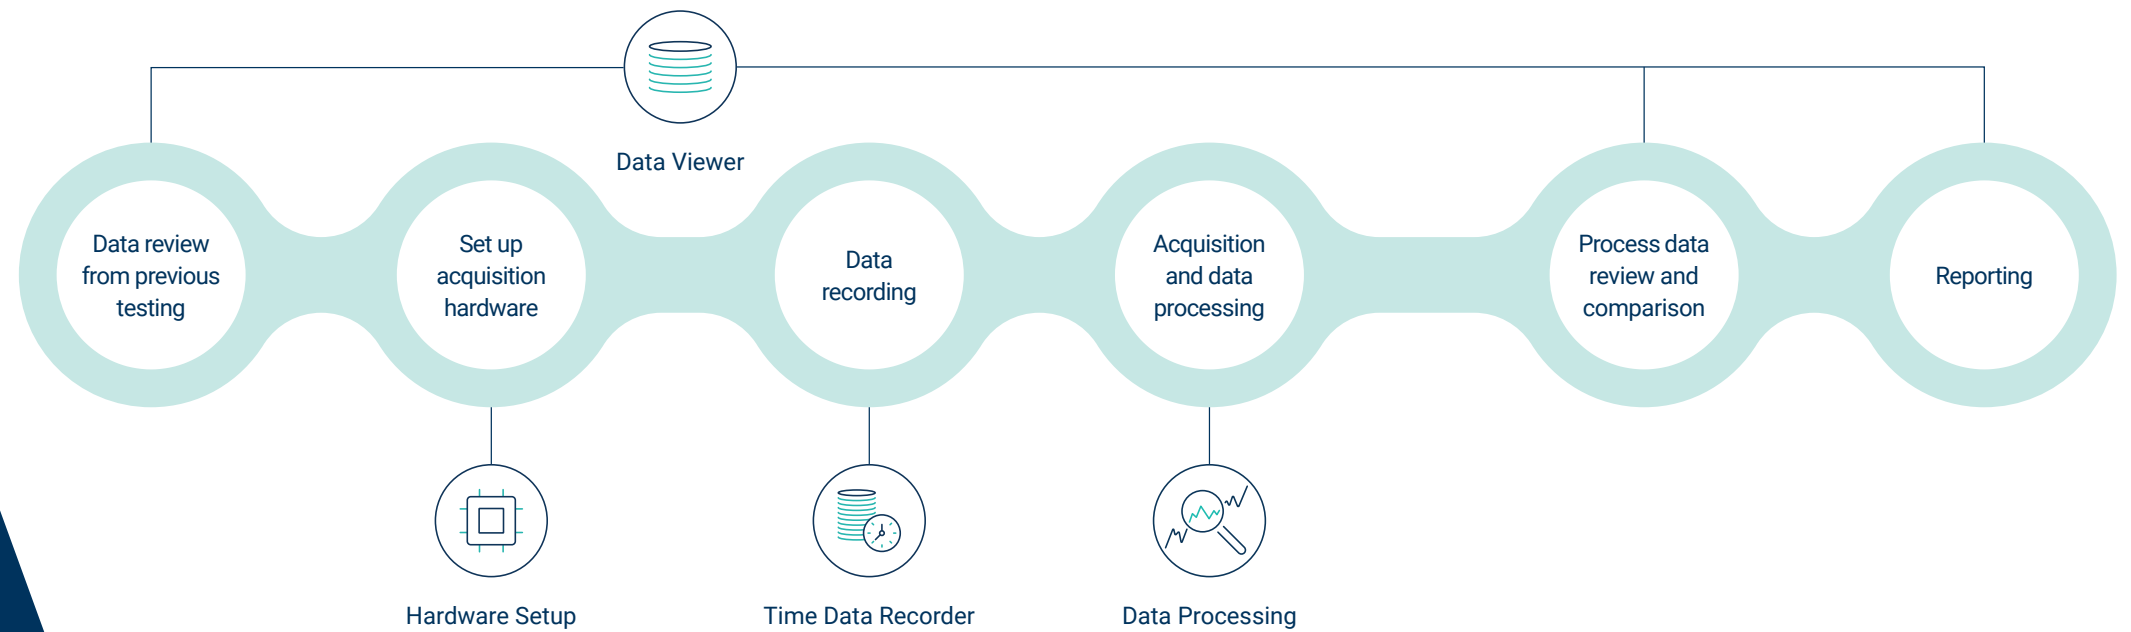 Data Viewer
Data review
from previous
testing
Set up
acquisition
hardware
Data
recording
Acquisition
and data
processing
Process data
review and
comparison
Reporting
Hardware Setup
Time Data Recorder
Data Processing